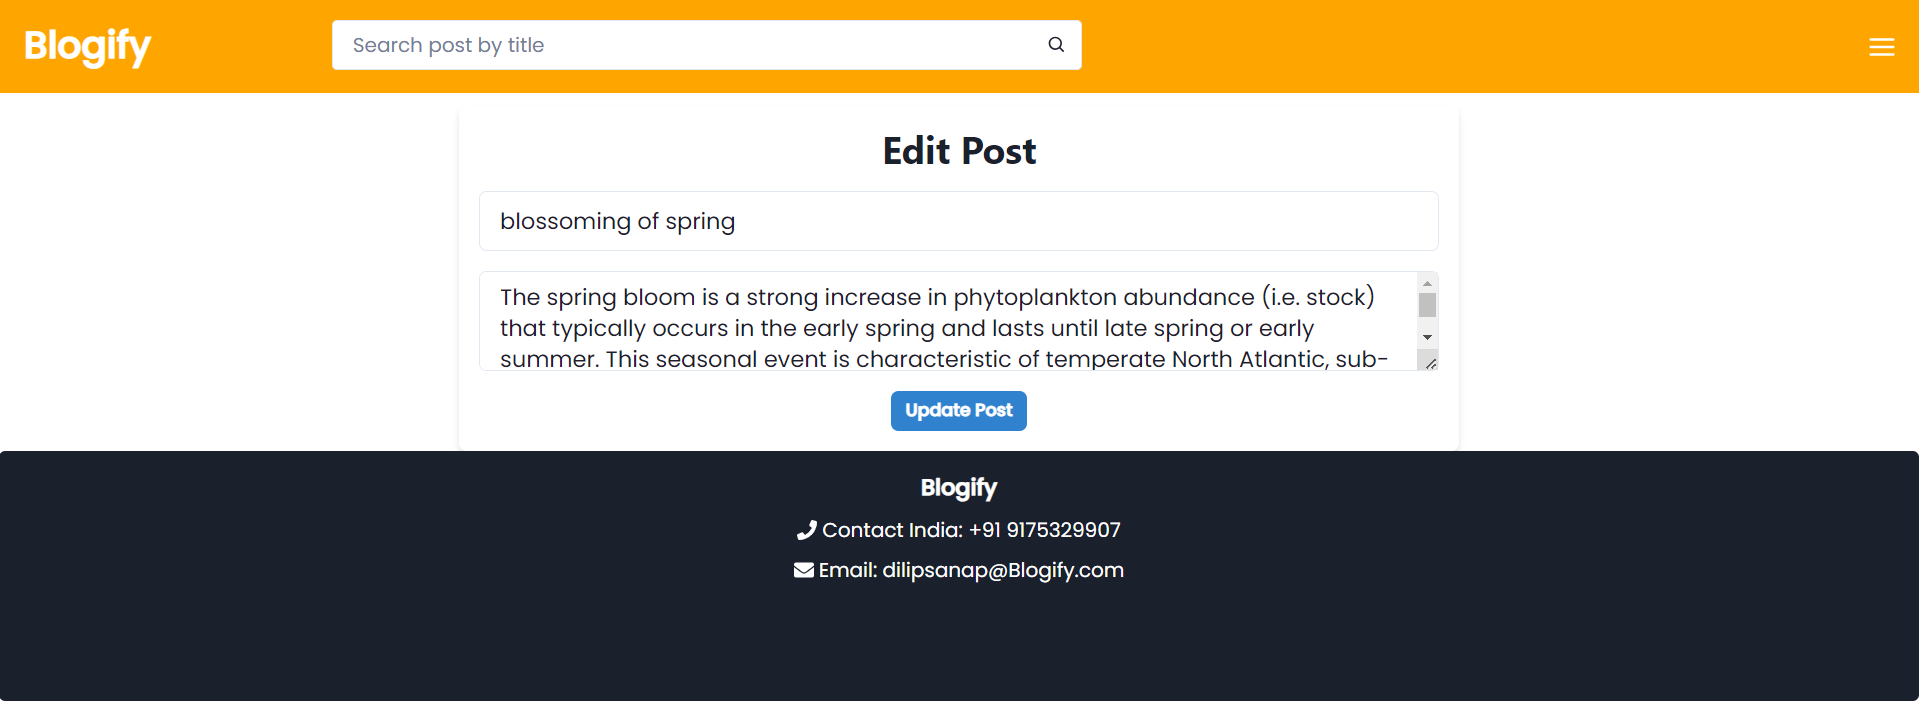 Blogify
Search post by title
Edit Post
blossoming of spring
The spring bloom is a strong increase in phytoplankton abundance (i.e. stock)
that typically occurs in the early spring and lasts until late spring or early
summer. This seasonal event is characteristic of temperate North Atlantic, sub-
Update Post
Blogify
Contact India: +91 9175329907
Email: dilipsanap@Blogify.com